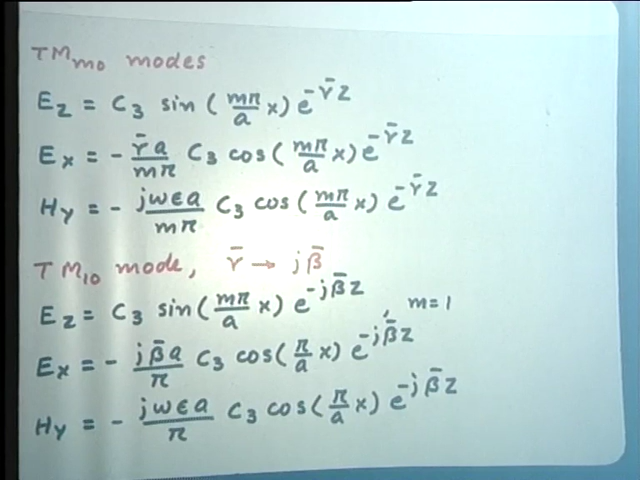 TM_m0 modes
E_z = C_3 sin (mπ/a x) e^{-γ̄z}
E_x = - γ̄a/mπ C_3 cos (mπ/a x) e^{-γ̄z}
H_y = - jωεa/mπ C_3 cos (mπ/a x) e^{-γ̄z}
TM_10 mode, γ̄ → jβ̄
E_z = C_3 sin (mπ/a x) e^{-jβ̄z}, m=1
E_x = - jβ̄a/π C_3 cos (π/a x) e^{-jβ̄z}
H_y = - jωεa/π C_3 cos (π/a x) e^{-jβ̄z}